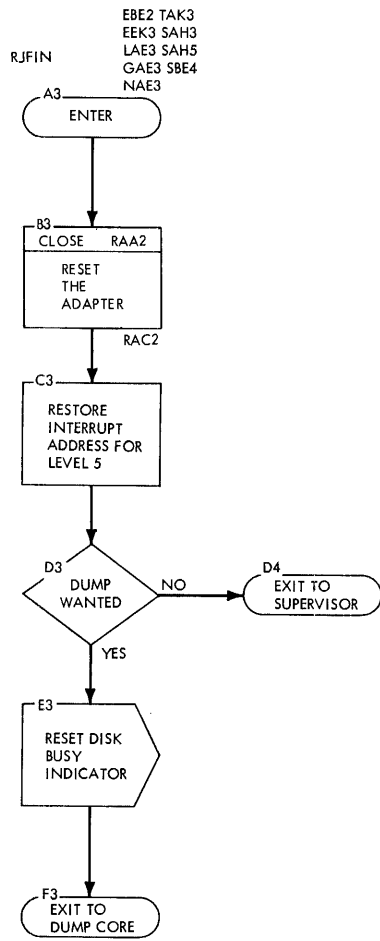 EBE2 TAK3
EEK3 SAH3
RJFIN
LAE3 SAH5
GAE3 SBE4
NAE3
A3
ENTER
B3
CLOSE RAA2
RESET
THE
ADAPTER
RAC2
C3
RESTORE
INTERRUPT
ADDRESS FOR
LEVEL 5
D3
DUMP
WANTED
NO
D4
EXIT TO
SUPERVISOR
YES
E3
RESET DISK
BUSY
INDICATOR
F3
EXIT TO
DUMP CORE